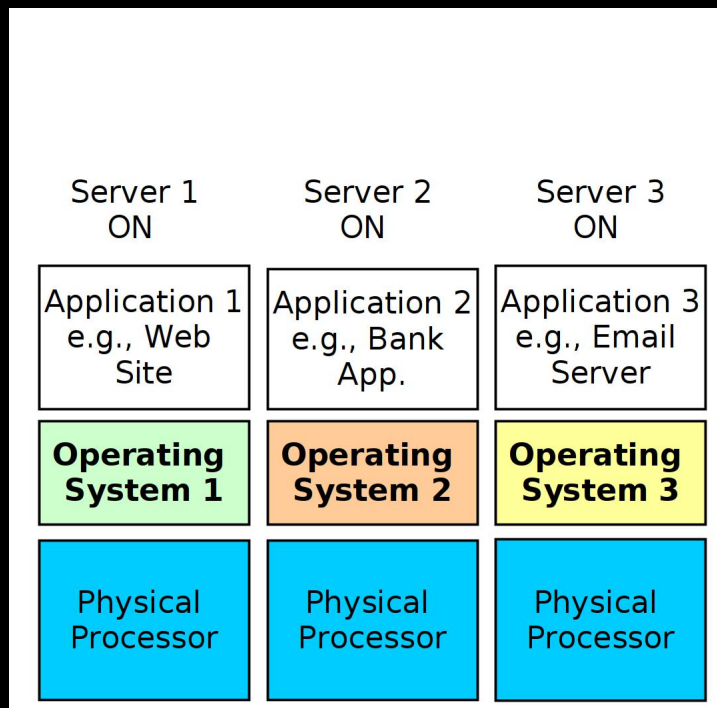 Server 1
ON
Server 2
ON
Server 3
ON
Application 1
e.g., Web
Site
Application 2
e.g., Bank
App.
Application 3
e.g., Email
Server
Operating
System 1
Operating
System 2
Operating
System 3
Physical
Processor
Physical
Processor
Physical
Processor